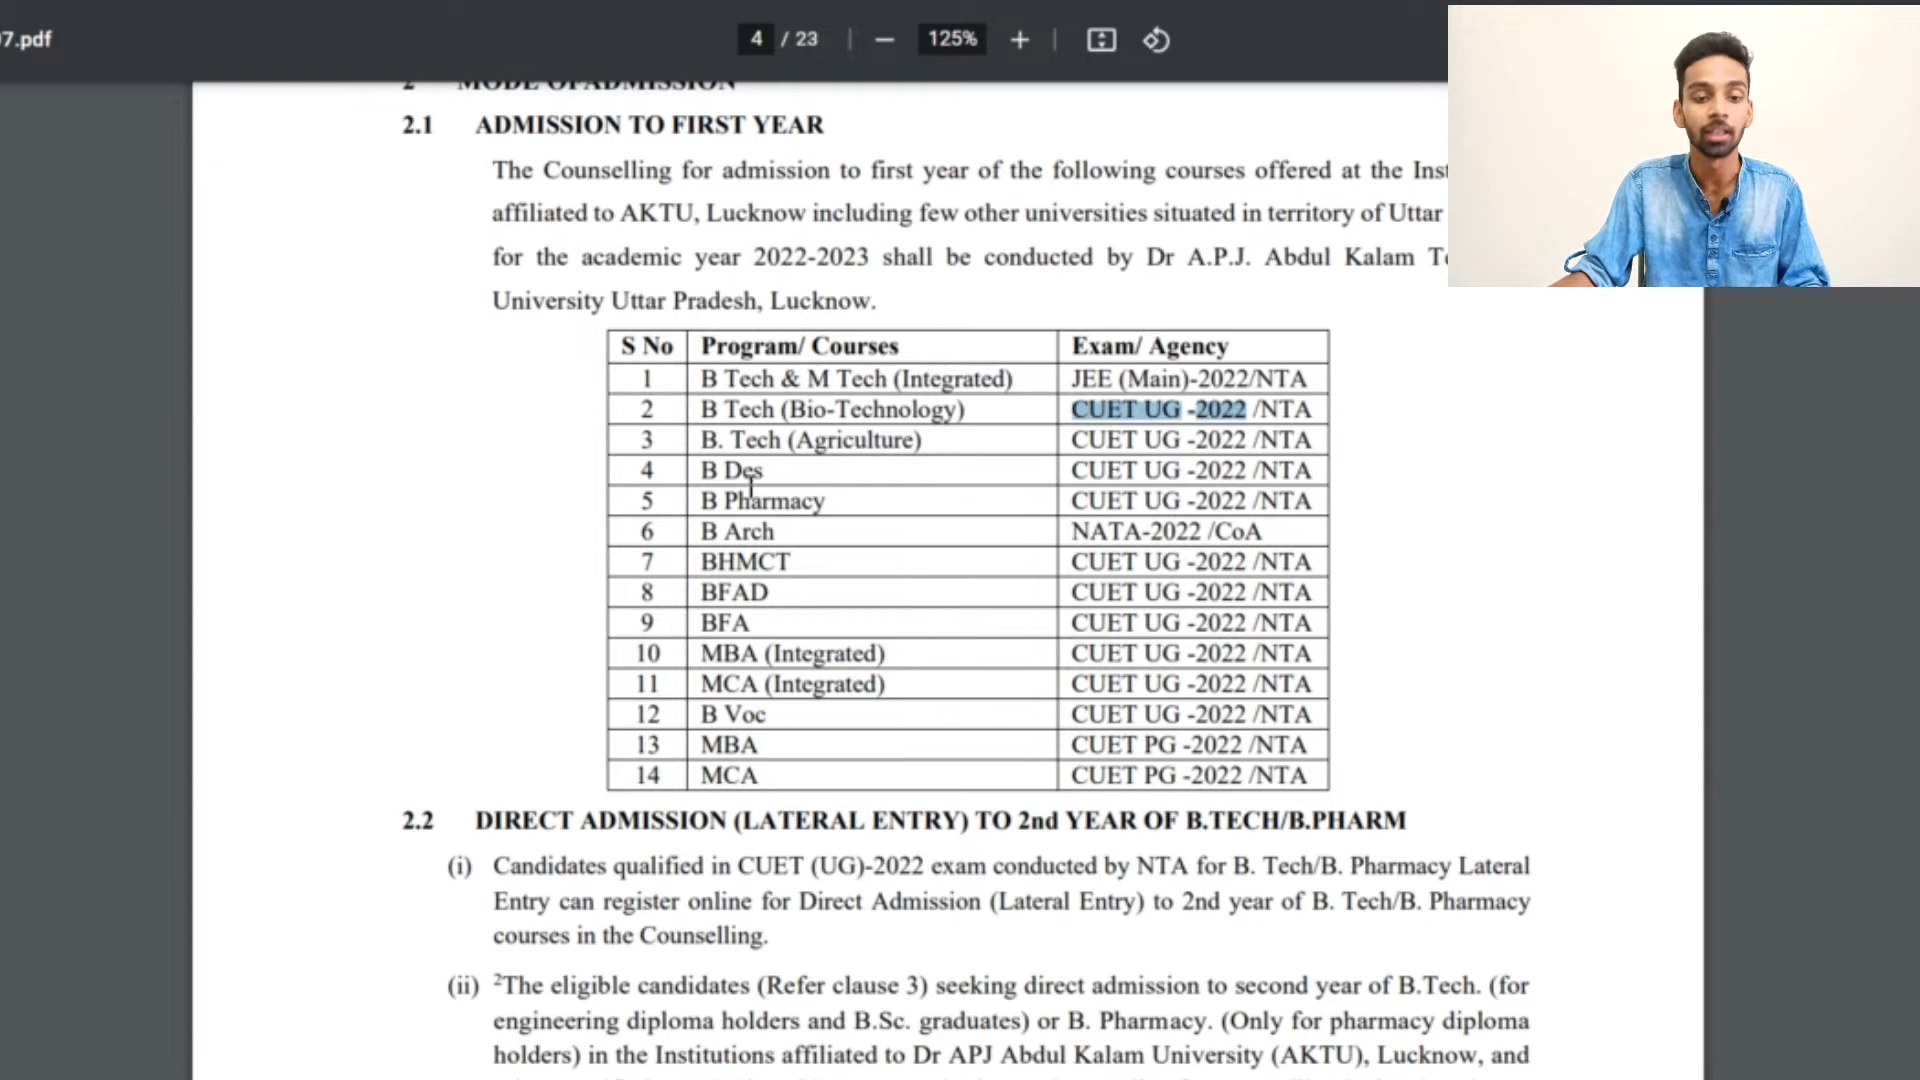 7.pdf
4 / 23
125%
2 MODE OF ADMISSION
2.1 ADMISSION TO FIRST YEAR
The Counselling for admission to first year of the following courses offered at the Inst
affiliated to AKTU, Lucknow including few other universities situated in territory of Uttar
for the academic year 2022-2023 shall be conducted by Dr A.P.J. Abdul Kalam Te
University Uttar Pradesh, Lucknow.
S No Program/ Courses Exam/ Agency
1 B Tech & M Tech (Integrated) JEE (Main)-2022/NTA
2 B Tech (Bio-Technology) CUET UG -2022 /NTA
3 B. Tech (Agriculture) CUET UG -2022 /NTA
4 B Des CUET UG -2022 /NTA
5 B Pharmacy CUET UG -2022 /NTA
6 B Arch NATA-2022 /CoA
7 BHMCT CUET UG -2022 /NTA
8 BFAD CUET UG -2022 /NTA
9 BFA CUET UG -2022 /NTA
10 MBA (Integrated) CUET UG -2022 /NTA
11 MCA (Integrated) CUET UG -2022 /NTA
12 B Voc CUET UG -2022 /NTA
13 MBA CUET PG -2022 /NTA
14 MCA CUET PG -2022 /NTA
2.2 DIRECT ADMISSION (LATERAL ENTRY) TO 2nd YEAR OF B.TECH/B.PHARM
(i) Candidates qualified in CUET (UG)-2022 exam conducted by NTA for B. Tech/B. Pharmacy Lateral
Entry can register online for Direct Admission (Lateral Entry) to 2nd year of B. Tech/B. Pharmacy
courses in the Counselling.
(ii) ²The eligible candidates (Refer clause 3) seeking direct admission to second year of B.Tech. (for
engineering diploma holders and B.Sc. graduates) or B. Pharmacy. (Only for pharmacy diploma
holders) in the Institutions affiliated to Dr APJ Abdul Kalam University (AKTU), Lucknow, and